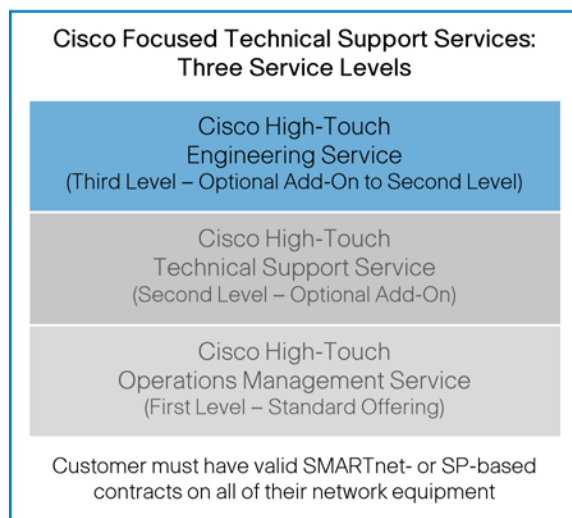 Cisco Focused Technical Support Services:
Three Service Levels
Cisco High-Touch
Engineering Service
(Third Level – Optional Add-On to Second Level)
Cisco High-Touch
Technical Support Service
(Second Level – Optional Add-On)
Cisco High-Touch
Operations Management Service
(First Level – Standard Offering)
Customer must have valid SMARTnet- or SP-based
contracts on all of their network equipment